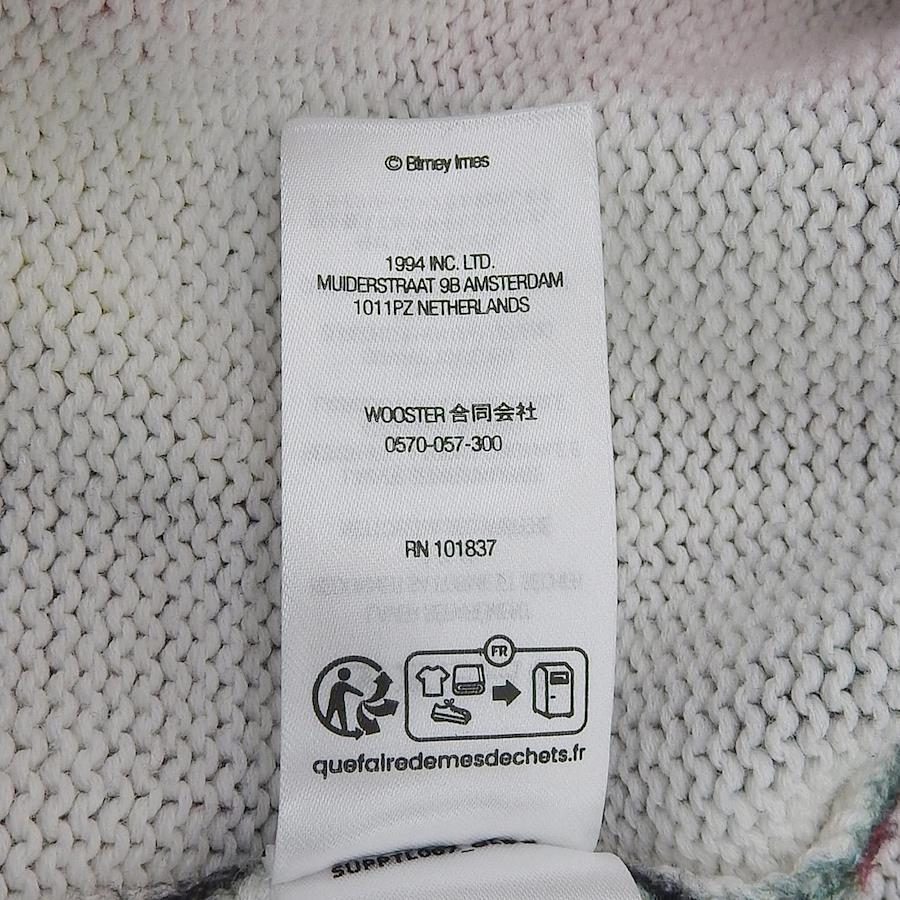 © Birney Imes
1994 INC. LTD.
MUIDERSTRAAT 9B AMSTERDAM
1011PZ NETHERLANDS
WOOSTER 合同会社
0570-057-300
RN 101837
FR
quefairedemesdechets.fr